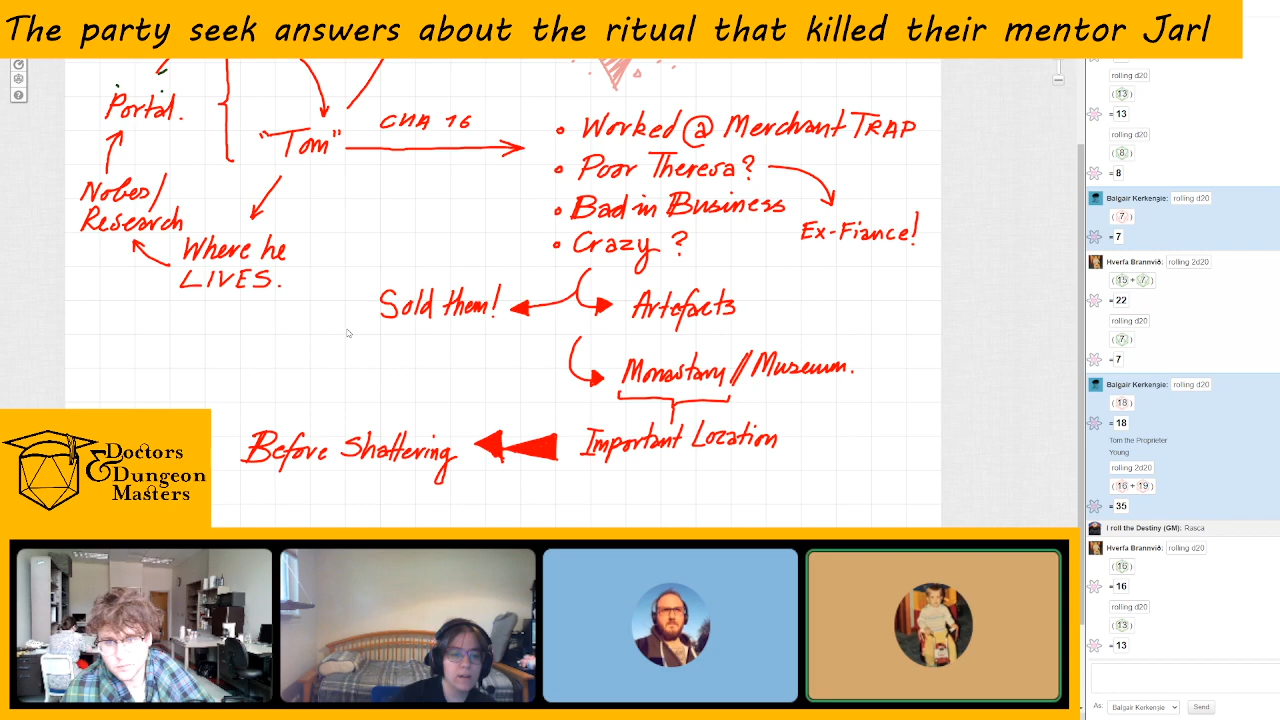 The party seek answers about the ritual that killed their mentor Jarl
Portal.
"Tom"
CHA 16
Nobes/
Research
Where he
LIVES.
• Worked @ Merchant TRAP
• Poor Theresa?
Ex-Fiance!
• Bad in Business
• Crazy ?
Sold them!
Artefacts
Monastary // Museum.
Important Location
Before Shattering
Doctors
&
Dungeon
Masters
rolling d20
(13)
= 13
rolling d20
(8)
= 8
Balgair Kerkenşie: rolling d20
(7)
= 7
Hverfa Brannvið: rolling 2d20
(15 + 7)
= 22
rolling d20
(7)
= 7
Balgair Kerkenşie: rolling d20
(18)
= 18
Tom the Proprieter
Young
rolling 2d20
(16 + 19)
= 35
I roll the Destiny (GM): Rasca
Hverfa Brannvið: rolling d20
(16)
= 16
rolling d20
(13)
= 13
As: Balgair Kerkenşie Send